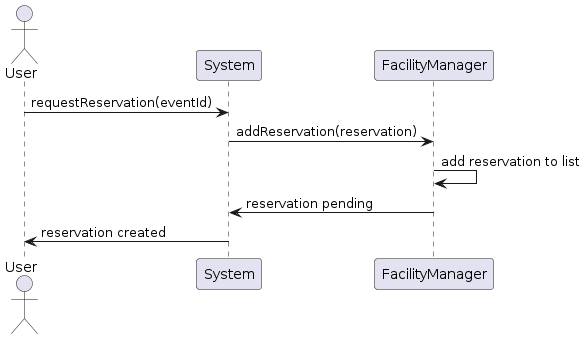 User
System
FacilityManager
requestReservation(eventId)
addReservation(reservation)
add reservation to list
reservation pending
reservation created
User
System
FacilityManager